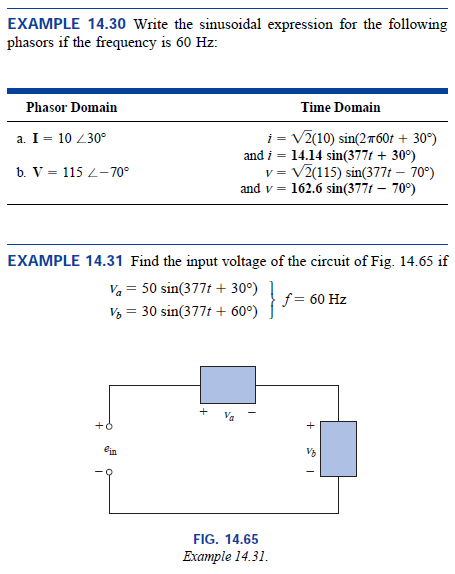 EXAMPLE 14.30 Write the sinusoidal expression for the following
phasors if the frequency is 60 Hz:
Phasor Domain Time Domain
a. I = 10 ∠30° i = √2(10) sin(2π60t + 30°)
and i = 14.14 sin(377t + 30°)
b. V = 115 ∠−70° v = √2(115) sin(377t − 70°)
and v = 162.6 sin(377t − 70°)
EXAMPLE 14.31 Find the input voltage of the circuit of Fig. 14.65 if
va = 50 sin(377t + 30°)
vb = 30 sin(377t + 60°) } f = 60 Hz
+ va −
+
ein
−
+
vb
−
FIG. 14.65
Example 14.31.